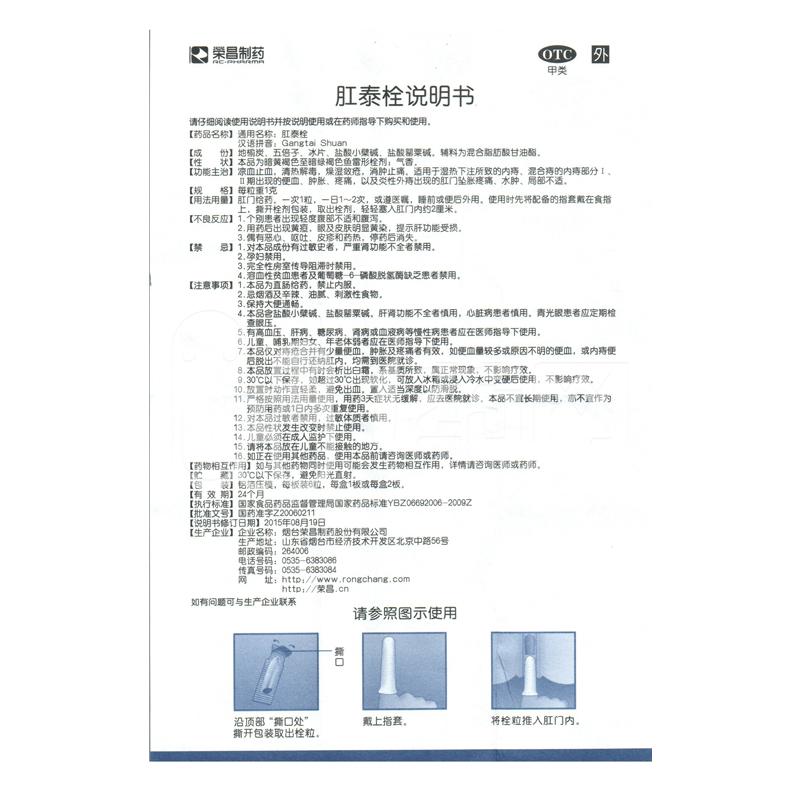 荣昌制药
RC-PHARMA
OTC
甲类
外
肛泰栓说明书
请仔细阅读使用说明书并按说明使用或在药师指导下购买和使用。
【药品名称】通用名称：肛泰栓
汉语拼音：Gangtai Shuan
【成 份】地榆炭、五倍子、冰片、盐酸小檗碱、盐酸罂粟碱。辅料为混合脂肪酸甘油酯。
【性 状】本品为暗黄褐色至暗绿褐色鱼雷形栓剂；气香。
【功能主治】凉血止血，清热解毒，燥湿敛疮，消肿止痛。适用于湿热下注所致的内痔、混合痔的内痔部分Ⅰ、
Ⅱ期出现的便血、肿胀、疼痛，以及炎性外痔出现的肛门坠胀疼痛、水肿、局部不适。
【规 格】每粒重1克
【用法用量】肛门给药，一次1粒，一日1～2次，或遵医嘱，睡前或便后外用。使用时先将配备的指套戴在食指
上，撕开栓剂包装，取出栓剂，轻轻塞入肛门内约2厘米。
【不良反应】1.个别患者出现轻度腹部不适和腹泻。
2.用药后出现黄疸，眼及皮肤明显黄染，提示肝功能受损。
3.偶有恶心、呕吐、皮疹和药热，停药后消失。
【禁 忌】1.对本品成份有过敏史者，严重肾功能不全者禁用。
2.孕妇禁用。
3.完全性房室传导阻滞时禁用。
4.溶血性贫血患者及葡萄糖-6-磷酸脱氢酶缺乏患者禁用。
【注意事项】1.本品为直肠给药，禁止内服。
2.忌烟酒及辛辣、油腻、刺激性食物。
3.保持大便通畅。
4.本品含盐酸小檗碱、盐酸罂粟碱。肝肾功能不全者慎用，心脏病患者慎用。青光眼患者应定期检
查眼压。
5.有高血压、肝病、糖尿病、肾病或血液病等慢性病患者应在医师指导下使用。
6.儿童、哺乳期妇女、年老体弱者应在医师指导下使用。
7.本品仅对痔疮合并有少量便血，肿胀及疼痛者有效，如便血量较多或原因不明的便血，或内痔便
后脱出不能自行还纳肛内，均需到医院就诊。
8.本品放置过程中有时会析出白霜，系基质所致，属正常现象，不影响疗效。
9.30℃以下保存，如超过30℃出现软化，可放入冰箱或浸入冷水中变硬后使用，不影响疗效。
10.放置时动作宜轻柔，避免出血，置入适当深度以防滑脱。
11.严格按照用法用量使用，用药3天症状无缓解，应去医院就诊，本品不宜长期使用，亦不宜作为
预防用药或1日内多次重复使用。
12.对本品过敏者禁用，过敏体质者慎用。
13.本品性状发生改变时禁止使用。
14.儿童必须在成人监护下使用。
15.请将本品放在儿童不能接触的地方。
16.如正在使用其他药品，使用本品前请咨询医师或药师。
【药物相互作用】如与其他药物同时使用可能会发生药物相互作用，详情请咨询医师或药师。
【贮 藏】30℃以下保存，避免阳光直射。
【包 装】铝箔压模，每板装6粒，每盒1板或每盒2板。
【有 效 期】24个月
【执行标准】国家食品药品监督管理局国家药品标准YBZ06692006-2009Z
【批准文号】国药准字Z20060211
【说明书修订日期】2015年08月19日
【生产企业】企业名称：烟台荣昌制药股份有限公司
生产地址：山东省烟台市经济技术开发区北京中路56号
邮政编码：264006
电话号码：0535-6383086
传真号码：0535-6383084
网 址：http://www.rongchang.com
http://荣昌.cn
如有问题可与生产企业联系
请参照图示使用
撕
口
沿顶部“撕口处”
撕开包装取出栓粒。
戴上指套。
将栓粒推入肛门内。